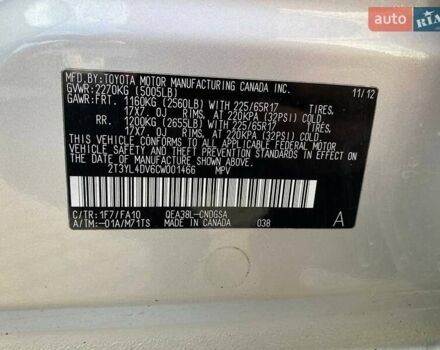 RIA
MFD.BY:TOYOTA MOTOR MANUFACTURING CANADA INC.
GVWR: 2270KG (5005LB) 11/12
GAWR: FRT. 1160KG (2560LB) WITH 225/65R17 TIRES,
17X7 OJ RIMS, AT 220KPA (32PSI) COLD
RR. 1200KG (2655LB) WITH 225/65R17 TIRES,
17X7 OJ RIMS, AT 220KPA (32PSI) COLD
THIS VEHICLE CONFORMS TO ALL APPLICABLE FEDERAL MOTOR
VEHICLE SAFETY STANDARDS IN EFFECT ON THE DATE OF
MANUFACTURE SHOWN ABOVE.
2T3YL4DV6CW001466 MPV
C/TR: 1F7/FA10 QEA38L-CNDGSA
A/TM: -01A/M71TS MADE IN CANADA 038 A